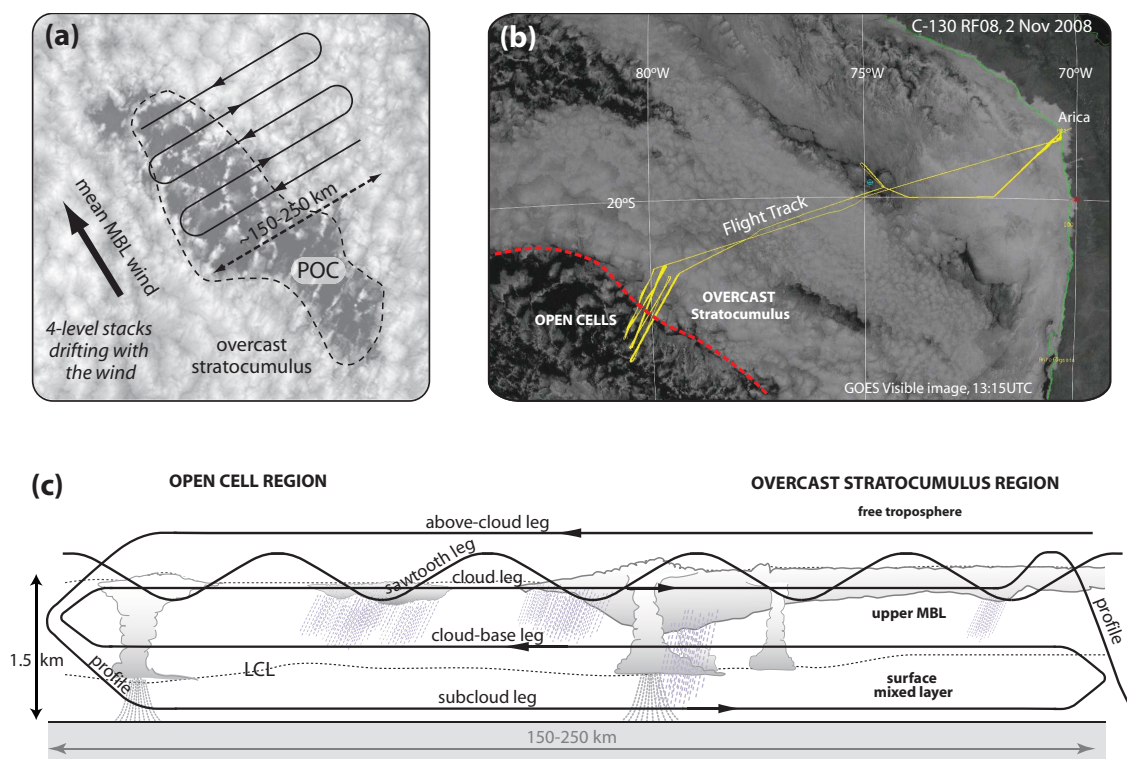 (a)
mean MBL wind
~150-250 km
POC
4-level stacks
drifting with
the wind
overcast
stratocumulus
(b)
C-130 RF08, 2 Nov 2008
80°W
75°W
70°W
Arica
20°S
Flight Track
OPEN CELLS
OVERCAST
Stratocumulus
GOES Visible image, 13:15UTC
(c)
OPEN CELL REGION
OVERCAST STRATOCUMULUS REGION
free troposphere
above-cloud leg
sawtooth leg
cloud leg
upper MBL
profile
cloud-base leg
1.5 km
LCL
profile
surface
mixed layer
subcloud leg
150-250 km